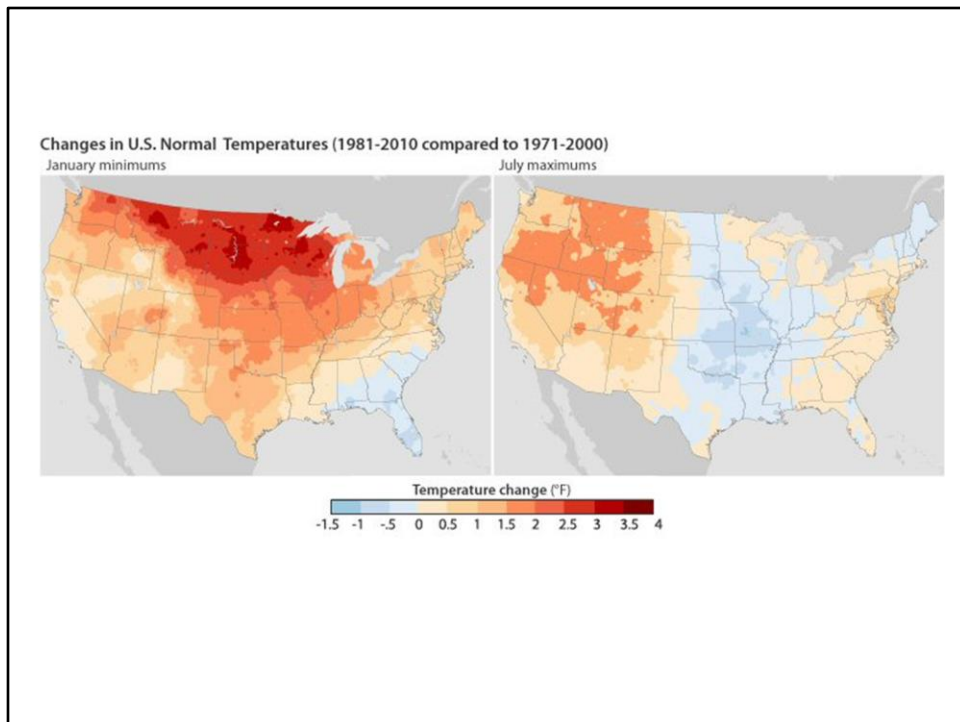 Changes in U.S. Normal Temperatures (1981-2010 compared to 1971-2000)
January minimums
July maximums
Temperature change (°F)
-1.5 -1 -.5 0 0.5 1 1.5 2 2.5 3 3.5 4